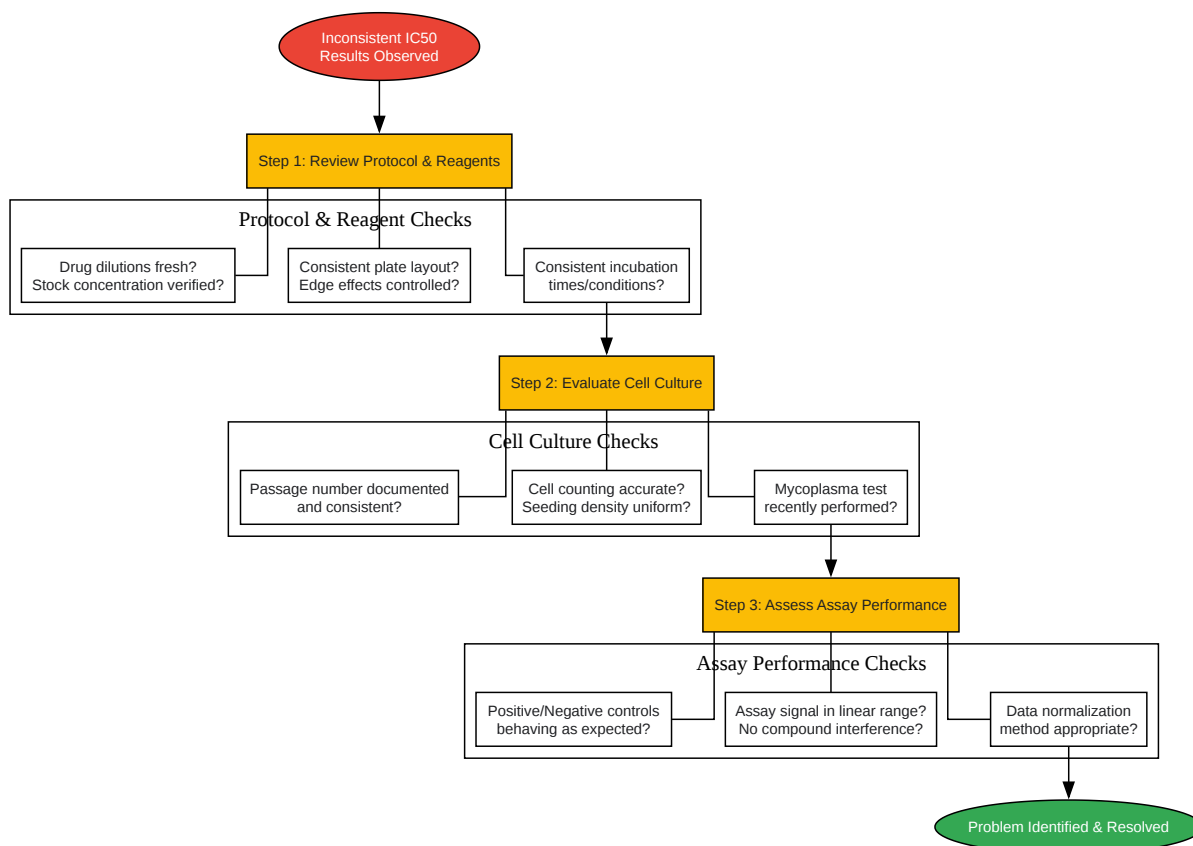 Inconsistent IC50
Results Observed
Step 1: Review Protocol & Reagents
Protocol & Reagent Checks
Drug dilutions fresh?
Stock concentration verified?
Consistent plate layout?
Edge effects controlled?
Consistent incubation
times/conditions?
Step 2: Evaluate Cell Culture
Cell Culture Checks
Passage number documented
and consistent?
Cell counting accurate?
Seeding density uniform?
Mycoplasma test
recently performed?
Step 3: Assess Assay Performance
Assay Performance Checks
Positive/Negative controls
behaving as expected?
Assay signal in linear range?
No compound interference?
Data normalization
method appropriate?
Problem Identified & Resolved